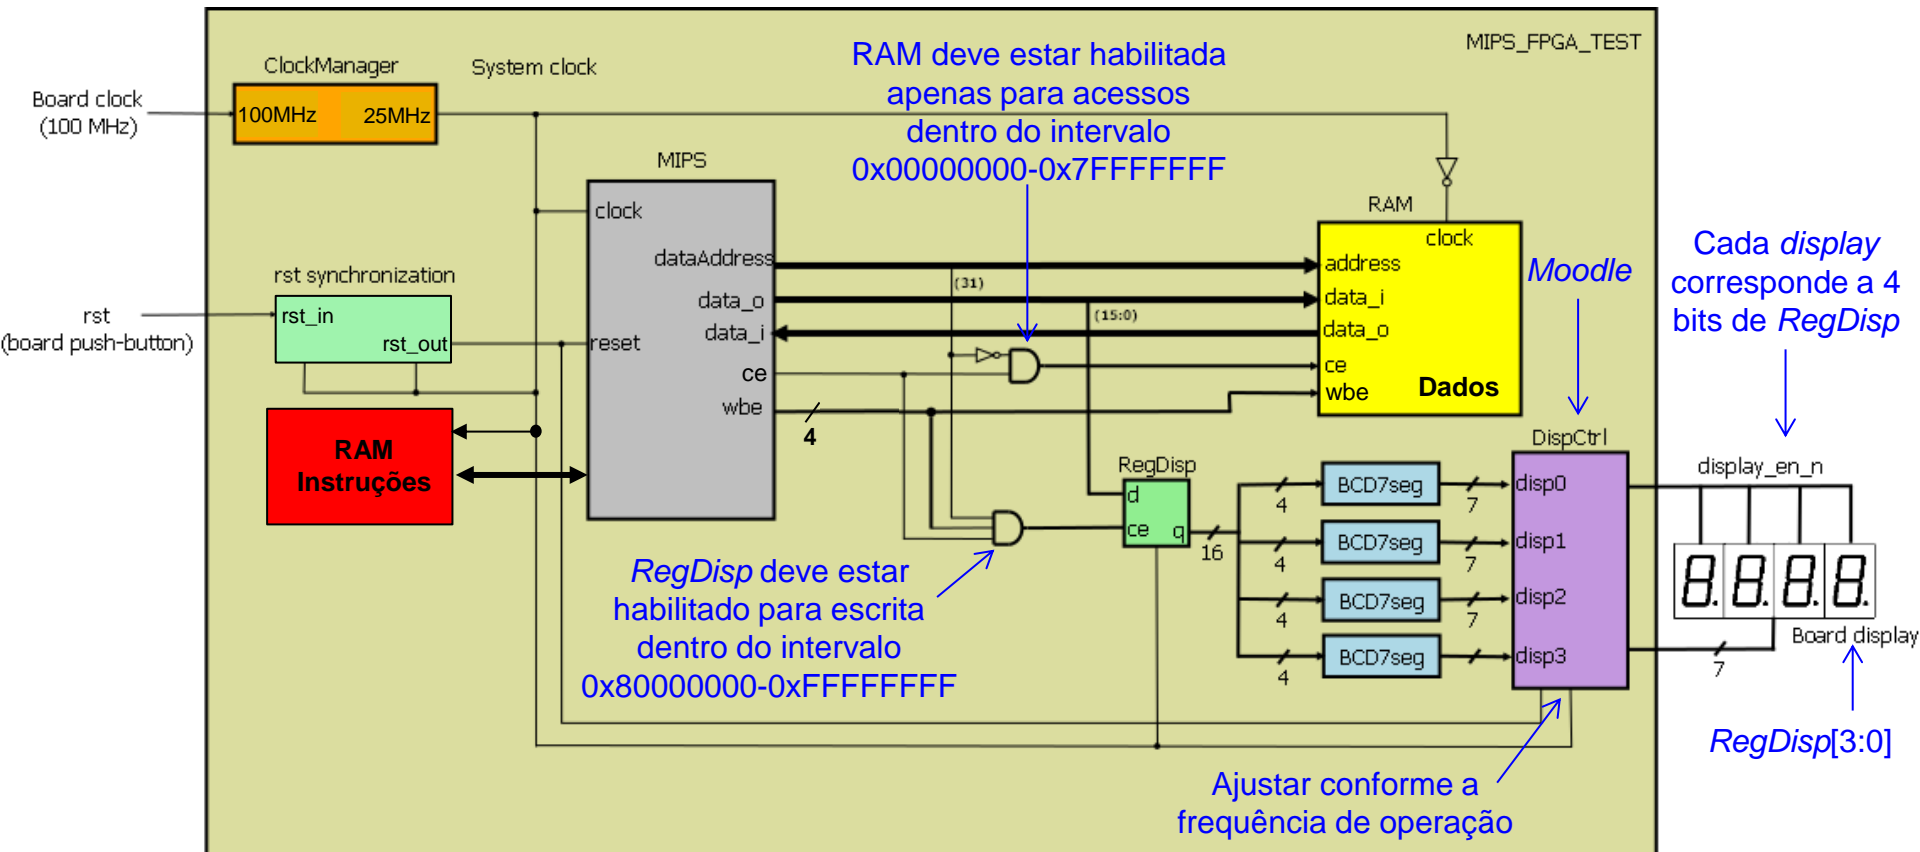 MIPS_FPGA_TEST
ClockManager
System clock
RAM deve estar habilitada
apenas para acessos
dentro do intervalo
0x00000000-0x7FFFFFFF
Board clock
(100 MHz)
100MHz
25MHz
MIPS
clock
RAM
clock
dataAddress
address
Moodle
Cada display
corresponde a 4
bits de RegDisp
rst synchronization
(31)
data_o
data_i
(15:0)
rst
(board push-button)
rst_in
rst_out
reset
data_i
data_o
ce
ce
wbe
wbe
Dados
4
RAM
Instruções
DispCtrl
RegDisp
d
ce
q
16
4
BCD7seg
7
disp0
4
BCD7seg
7
disp1
4
BCD7seg
7
disp2
4
BCD7seg
disp3
display_en_n
Board display
7
RegDisp deve estar
habilitado para escrita
dentro do intervalo
0x80000000-0xFFFFFFFF
RegDisp[3:0]
Ajustar conforme a
frequência de operação